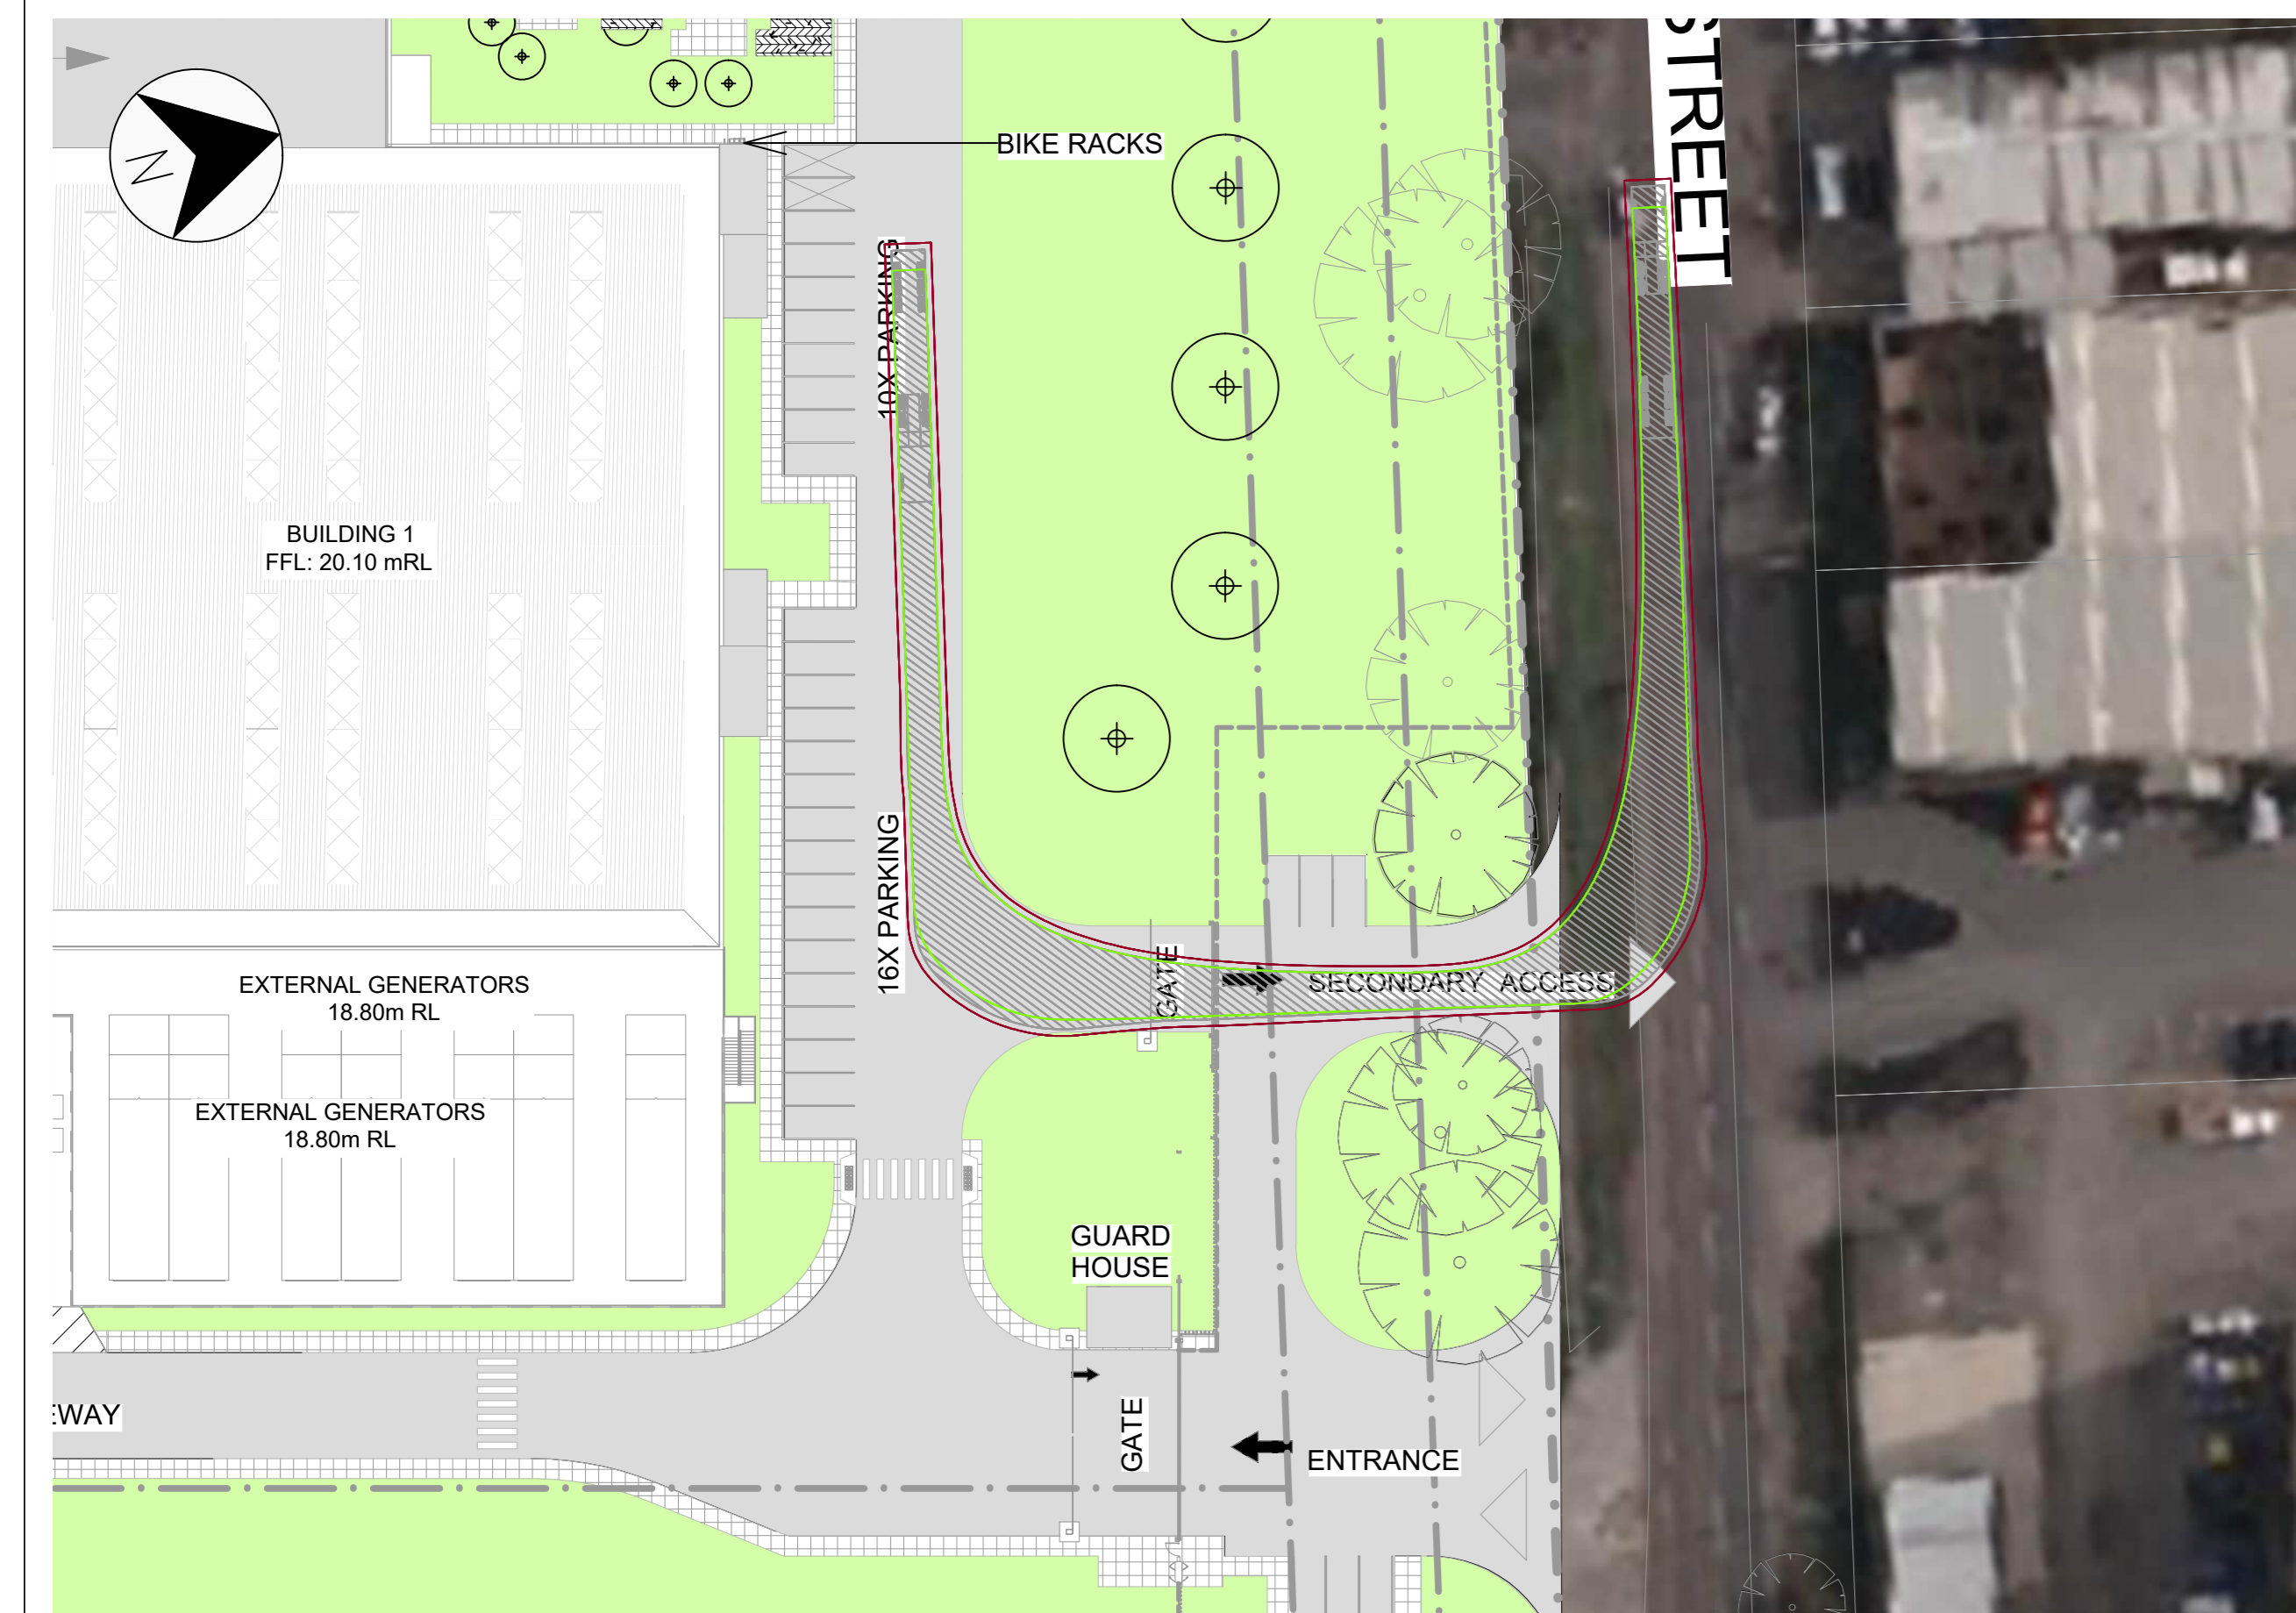 STREET
N
BIKE RACKS
10X PARKING
BUILDING 1
FFL: 20.10 mRL
16X PARKING
GATE
SECONDARY ACCESS
EXTERNAL GENERATORS
18.80m RL
EXTERNAL GENERATORS
18.80m RL
GUARD
HOUSE
EWAY
GATE
ENTRANCE